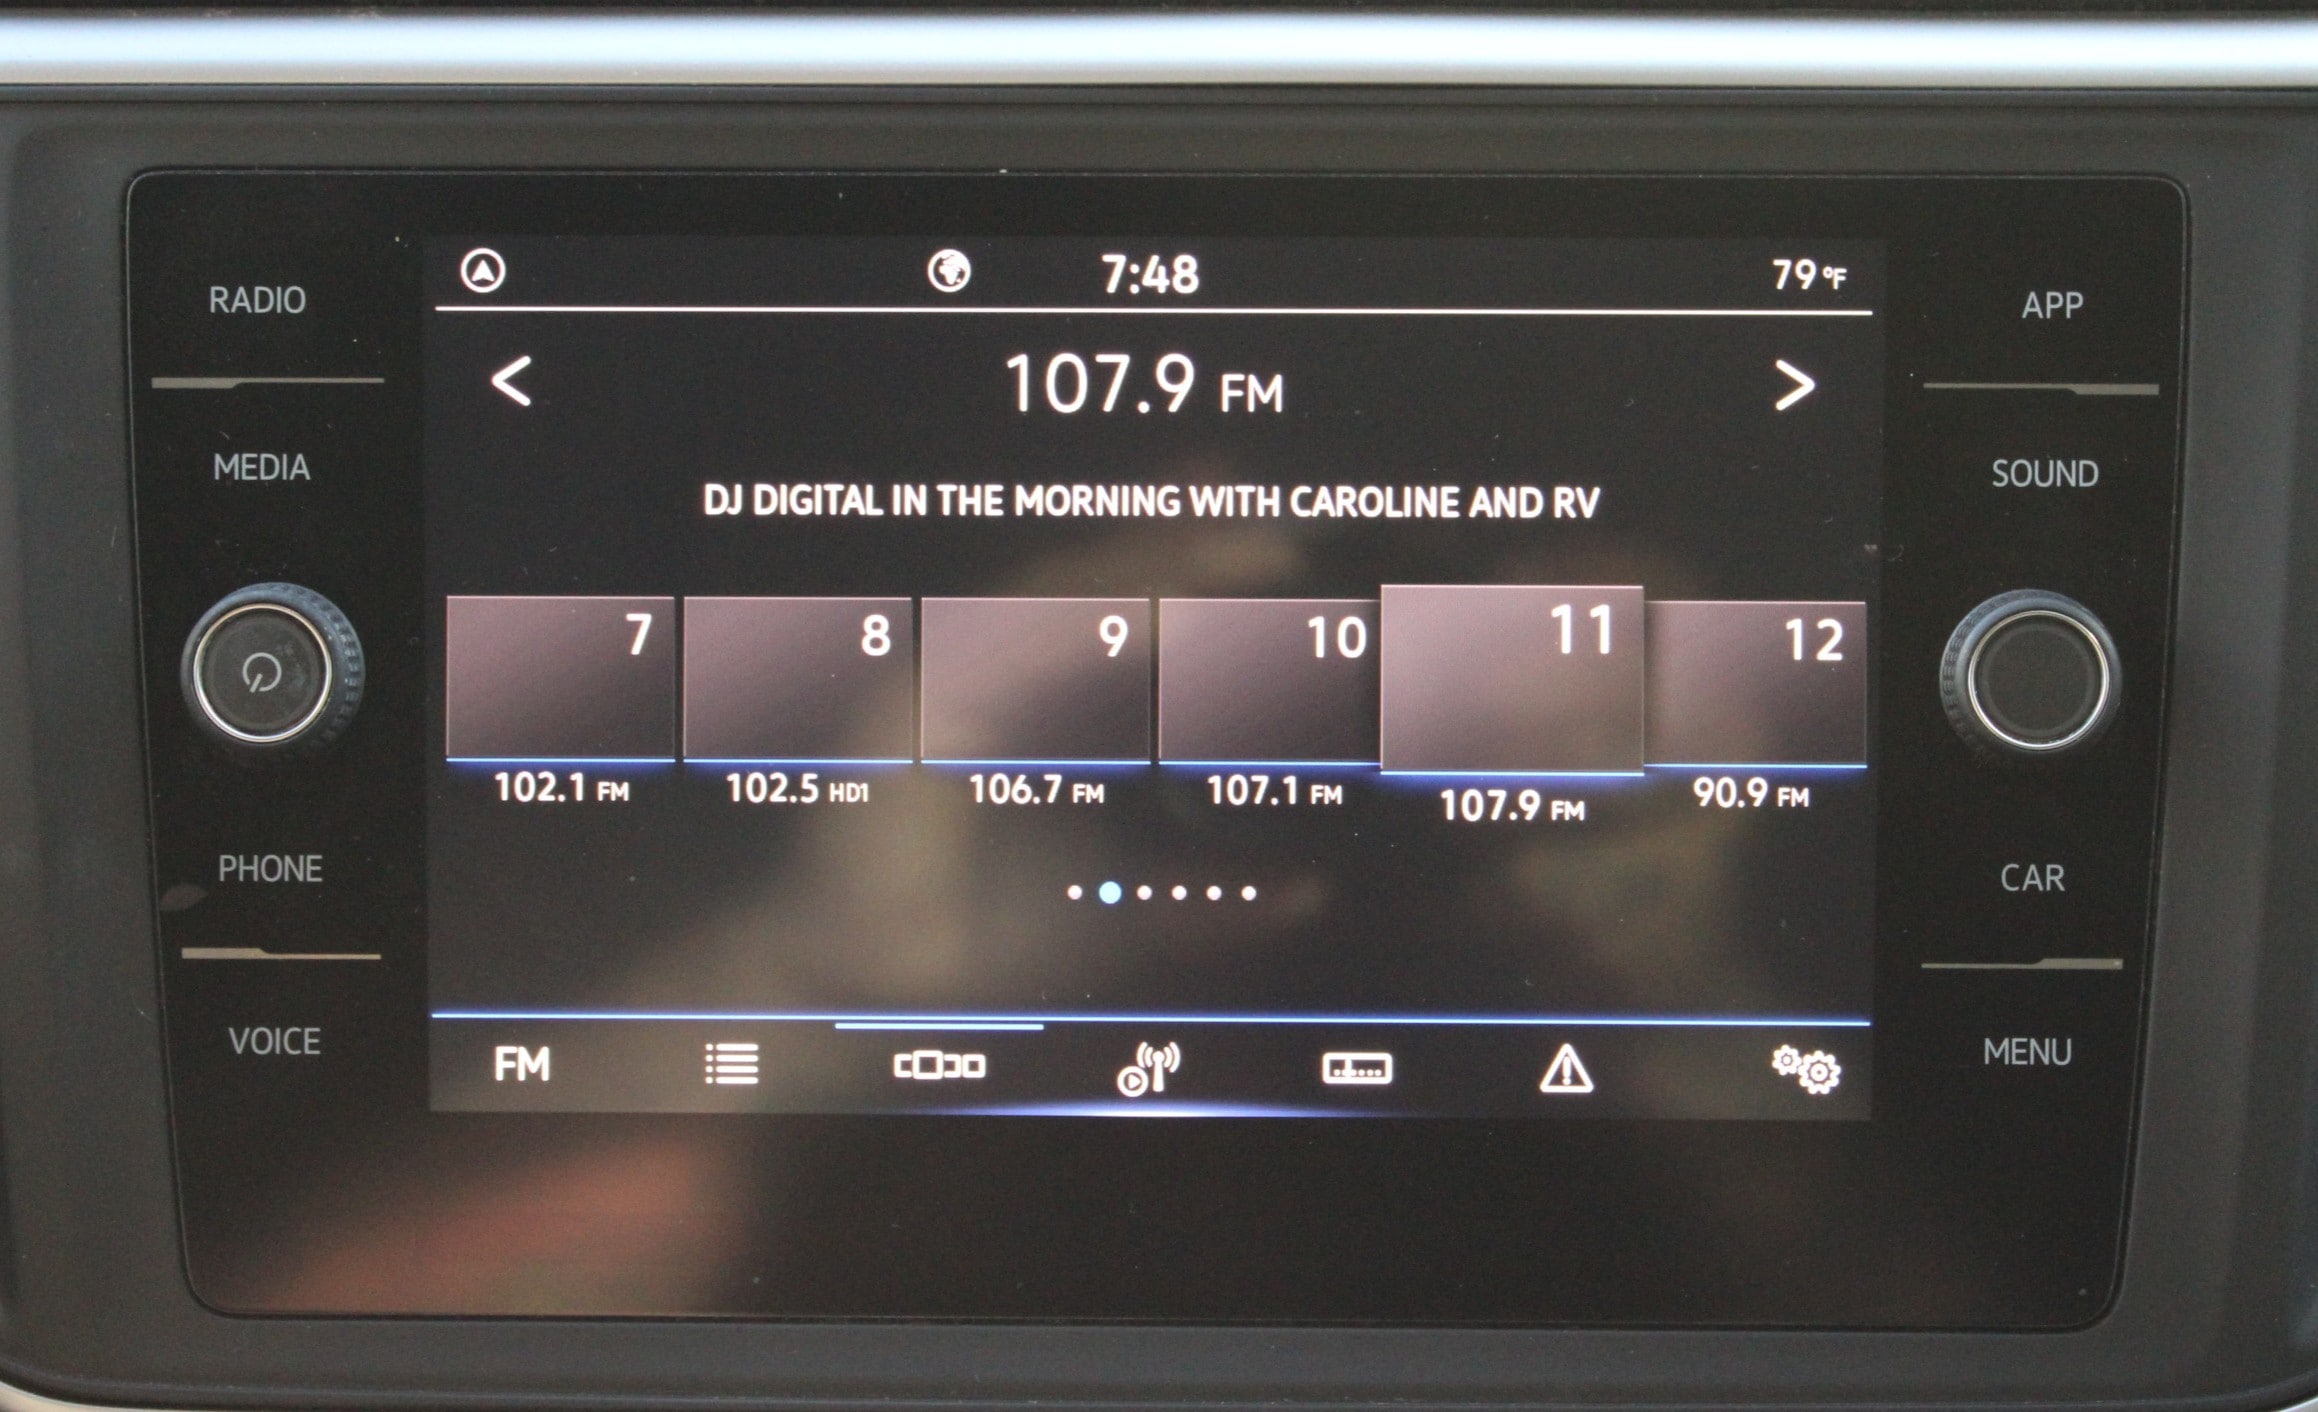 7:48
79 °F
RADIO
APP
107.9 FM
MEDIA
SOUND
DJ DIGITAL IN THE MORNING WITH CAROLINE AND RV
7 8 9 10 11 12
102.1 FM 102.5 HD1 106.7 FM 107.1 FM 107.9 FM 90.9 FM
PHONE
CAR
VOICE
MENU
FM